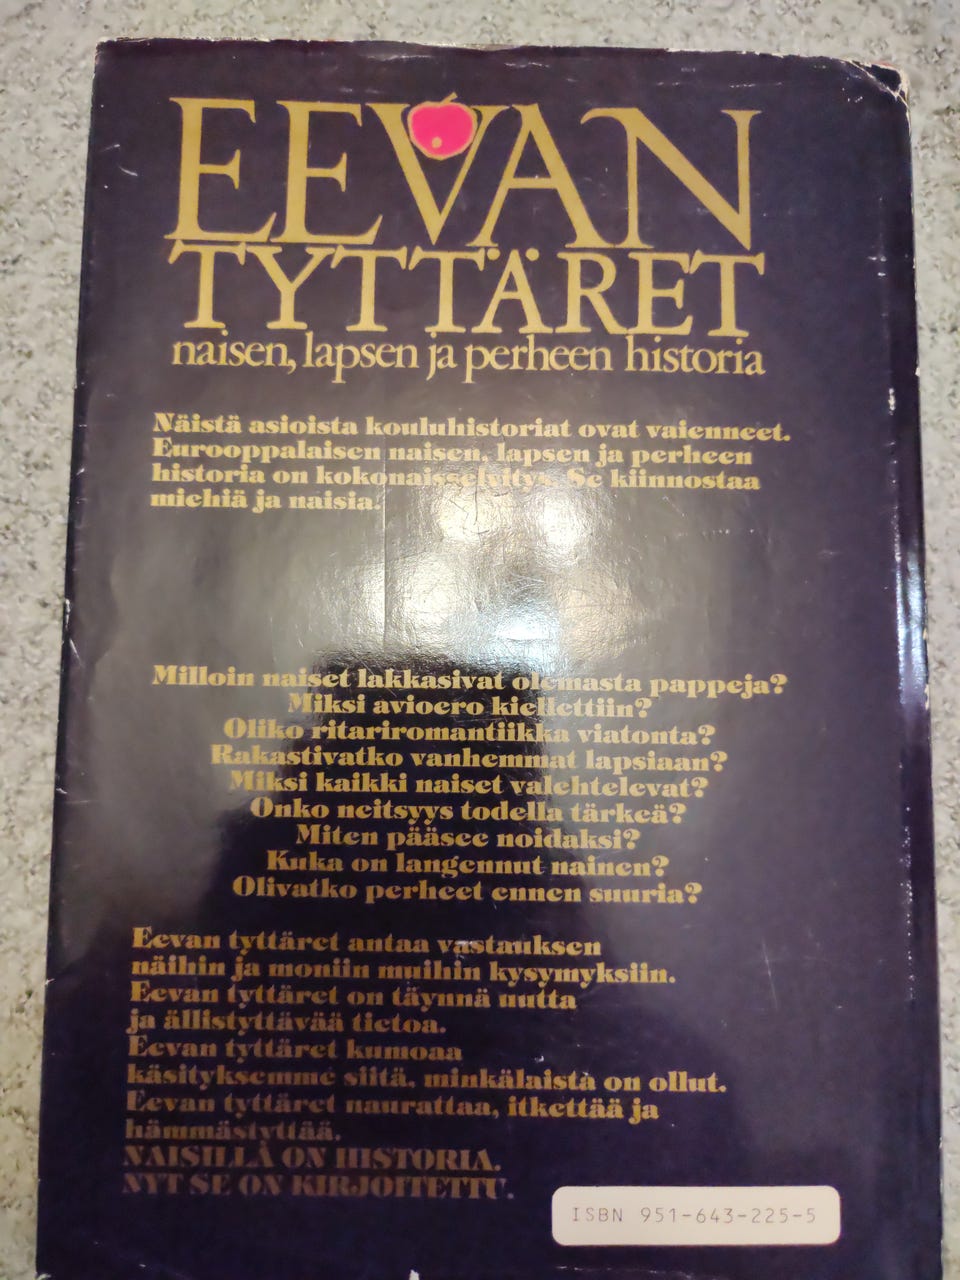 EEVAN
TYTTÄRET
naisen, lapsen ja perheen historia
Näistä asioista kouluhistoriat ovat vaienneet.
Eurooppalaisen naisen, lapsen ja perheen
historia on kokonaisselvitys. Se kiinnostaa
miehiä ja naisia.
Milloin naiset lakkasivat olemasta pappeja?
Miksi avioero kiellettiin?
Oliko ritariromantiikka viatonta?
Rakastivatko vanhemmat lapsiaan?
Miksi kaikki naiset valehtelevat?
Onko neitsyys todella tärkeä?
Miten pääsee noidaksi?
Kuka on langennut nainen?
Olivatko perheet ennen suuria?
Eevan tyttäret antaa vastauksen
näihin ja moniin muihin kysymyksiin.
Eevan tyttäret on täynnä uutta
ja ällistyttävää tietoa.
Eevan tyttäret kumoaa
käsityksemme siitä, minkälaista on ollut.
Eevan tyttäret naurattaa, itkettää ja
hämmästyttää.
NAISILLA ON HISTORIA.
NYT SE ON KIRJOITETTU.
ISBN 951-643-225-5